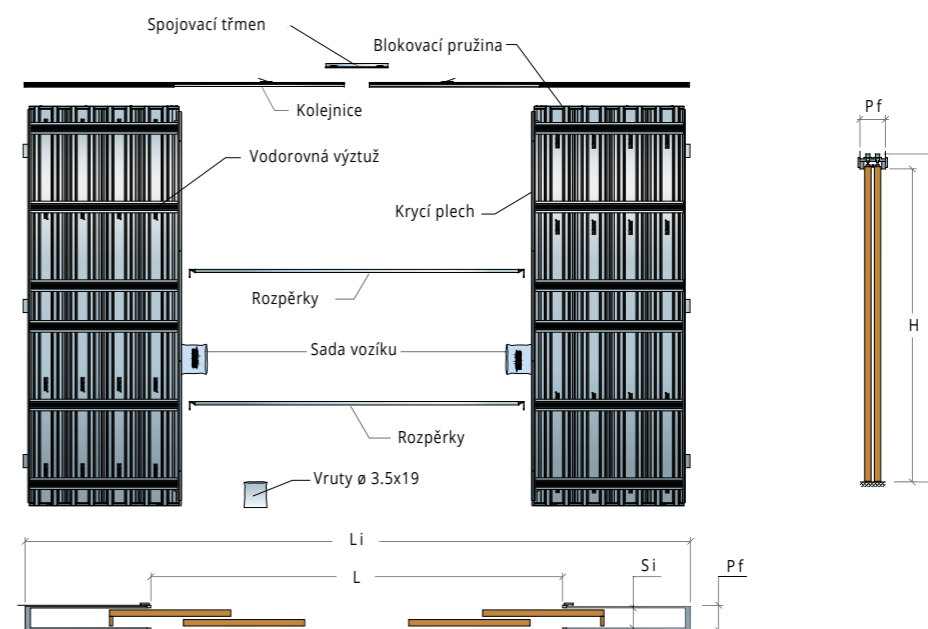 Spojovací třmen
Blokovací pružina
Kolejnice
Pf
Vodorovná výztuž
Krycí plech
Rozpěrky
H
Sada vozíku
Rozpěrky
Vruty ø 3.5x19
Li
L
Si
Pf